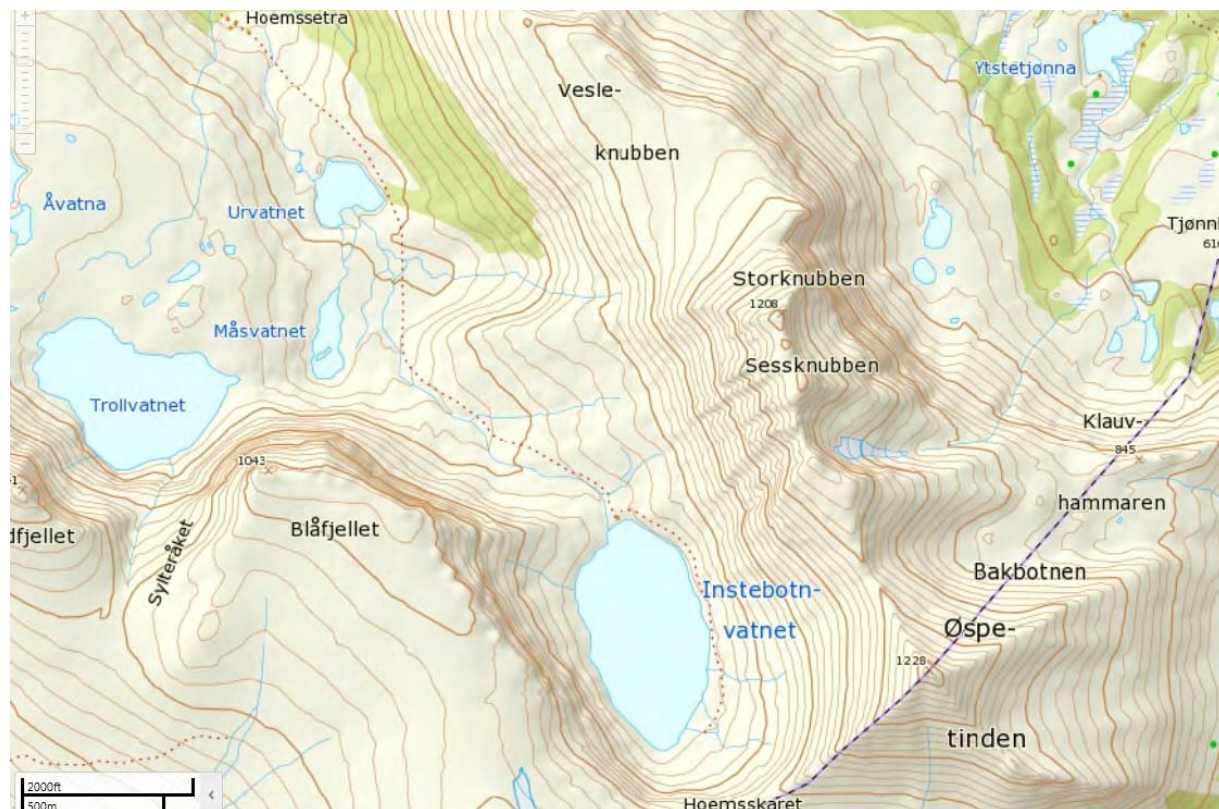 Hoemssetra
Vesle-
knubben
Ytstetjønna
Åvatna
Urvatnet
Storknubben
1208
Måsvatnet
Sessknubben
Trollvatnet
Klauv-
845
hammaren
1043
Blåfjellet
Sylteråket
dfjellet
Bakbotnen
Instebotn-
vatnet
Øspe-
1228
tinden
Hoemsskaret
2000ft
500m